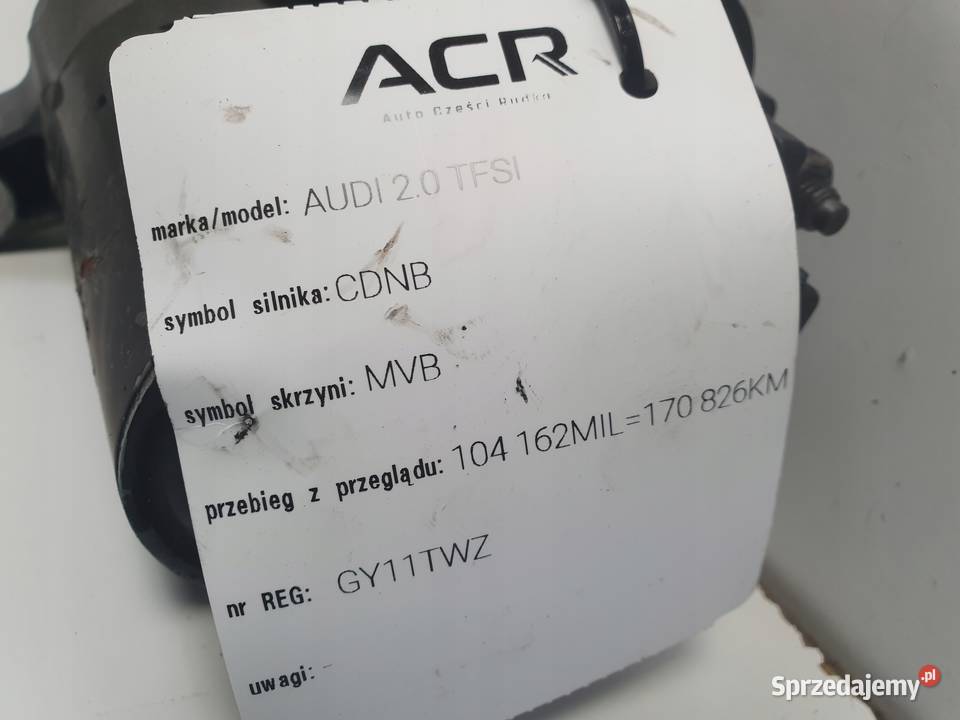 ACR
Auto Części Rudka
marka/model: AUDI 2.0 TFSI
symbol silnika: CDNB
symbol skrzyni: MVB
przebieg z przeglądu: 104 162MIL=170 826KM
nr REG: GY11TWZ
uwagi: -
Sprzedajemy.pl